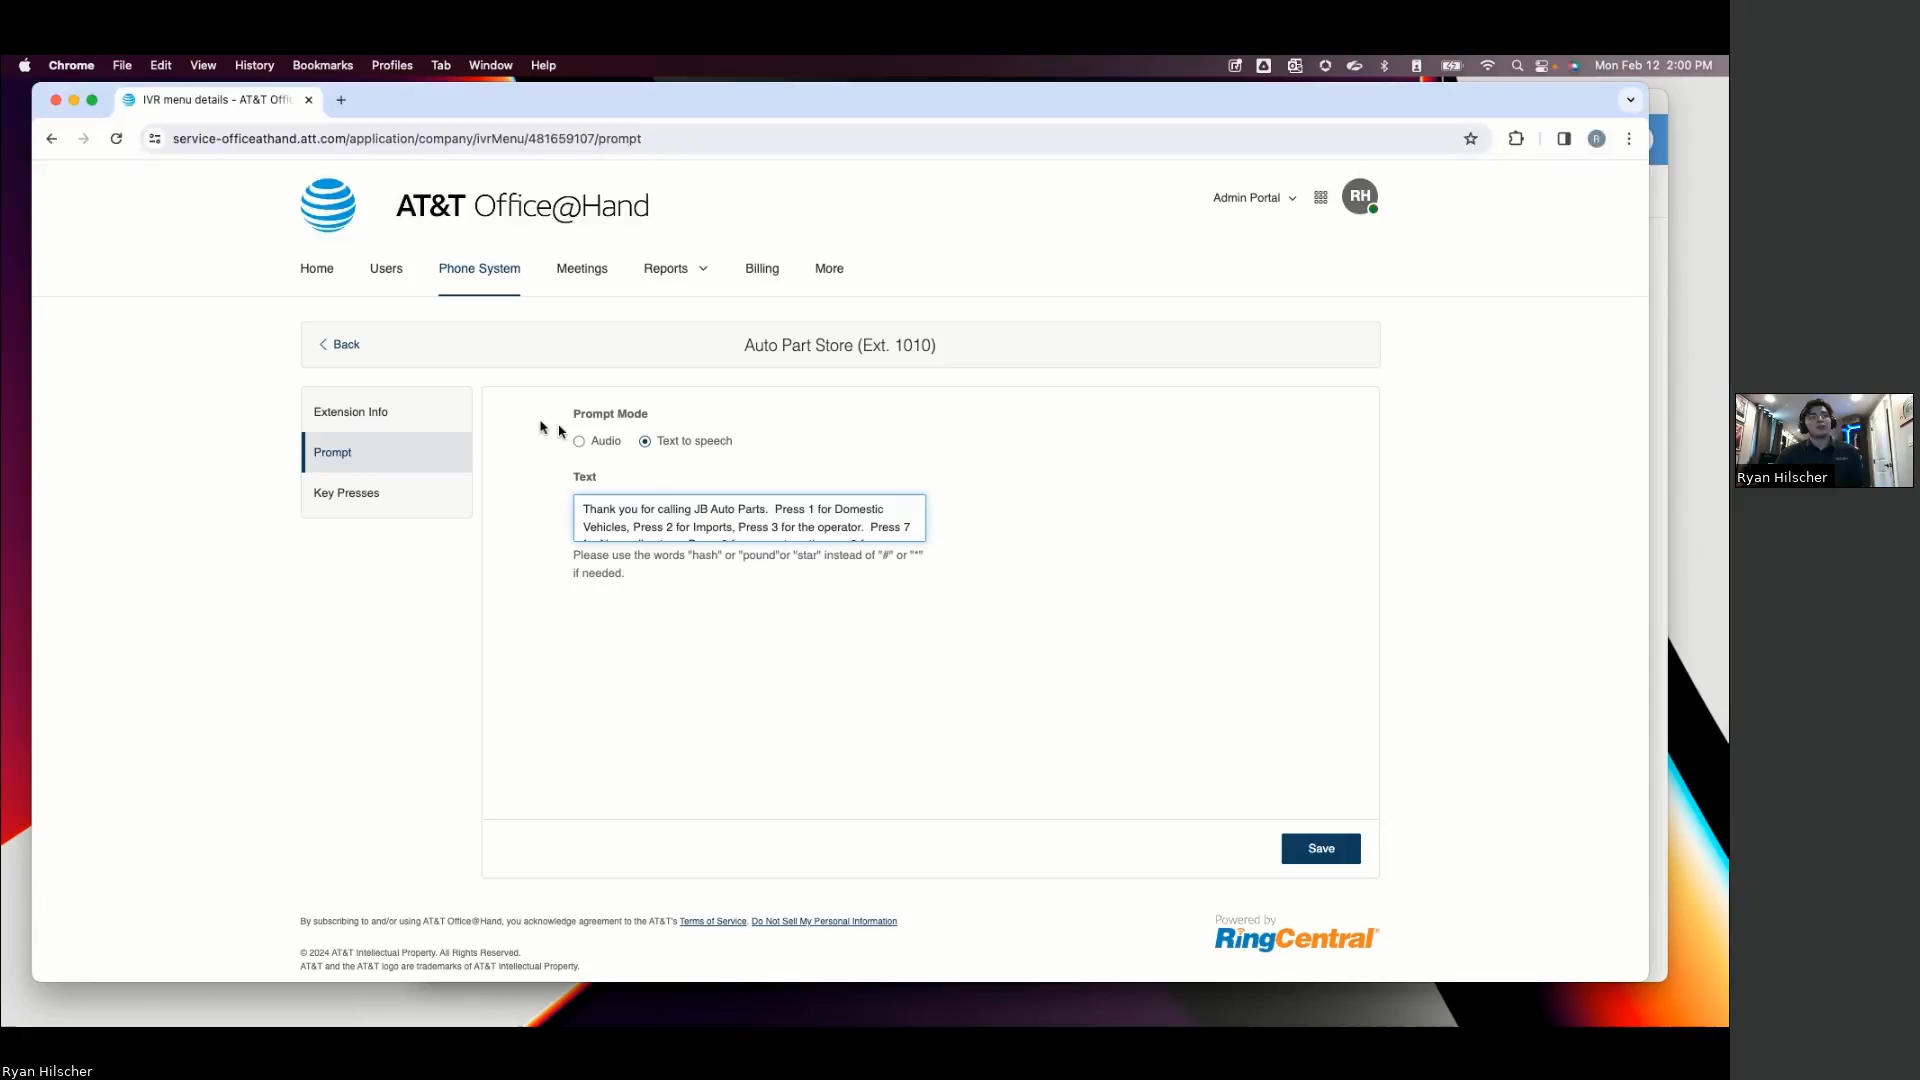 Chrome File Edit View History Bookmarks Profiles Tab Window Help Mon Feb 12 2:00 PM
IVR menu details - AT&T Offic
service-officeathand.att.com/application/company/ivrMenu/481659107/prompt
AT&T Office@Hand
Admin Portal
RH
Home Users Phone System Meetings Reports Billing More
Back
Auto Part Store (Ext. 1010)
Extension Info
Prompt
Key Presses
Prompt Mode
Audio Text to speech
Text
Thank you for calling JB Auto Parts. Press 1 for Domestic
Vehicles, Press 2 for Imports, Press 3 for the operator. Press 7
Please use the words "hash" or "pound"or "star" instead of "#" or "*"
if needed.
Save
By subscribing to and/or using AT&T Office@Hand, you acknowledge agreement to the AT&T's Terms of Service. Do Not Sell My Personal Information
© 2024 AT&T Intellectual Property. All Rights Reserved.
AT&T and the AT&T logo are trademarks of AT&T Intellectual Property.
Powered by
RingCentral
R
Ryan Hilscher
Ryan Hilscher